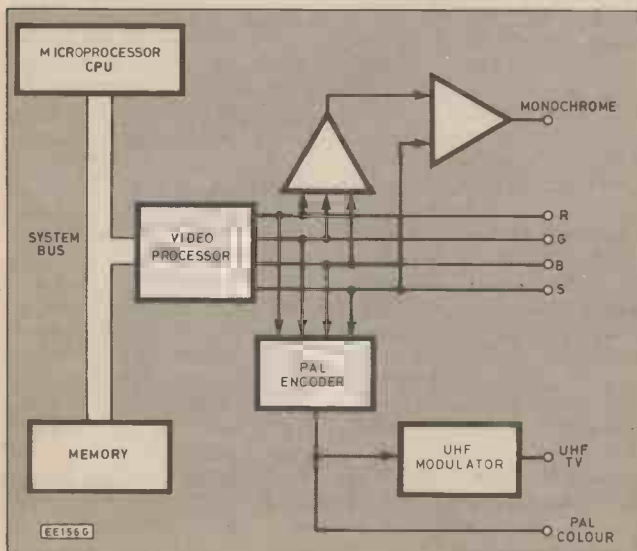 MICROPROCESSOR
CPU
MONOCHROME
SYSTEM
BUS
VIDEO
PROCESSOR
R
G
B
S
PAL
ENCODER
MEMORY
UHF
MODULATOR
UHF
TV
PAL
COLOUR
EE156G